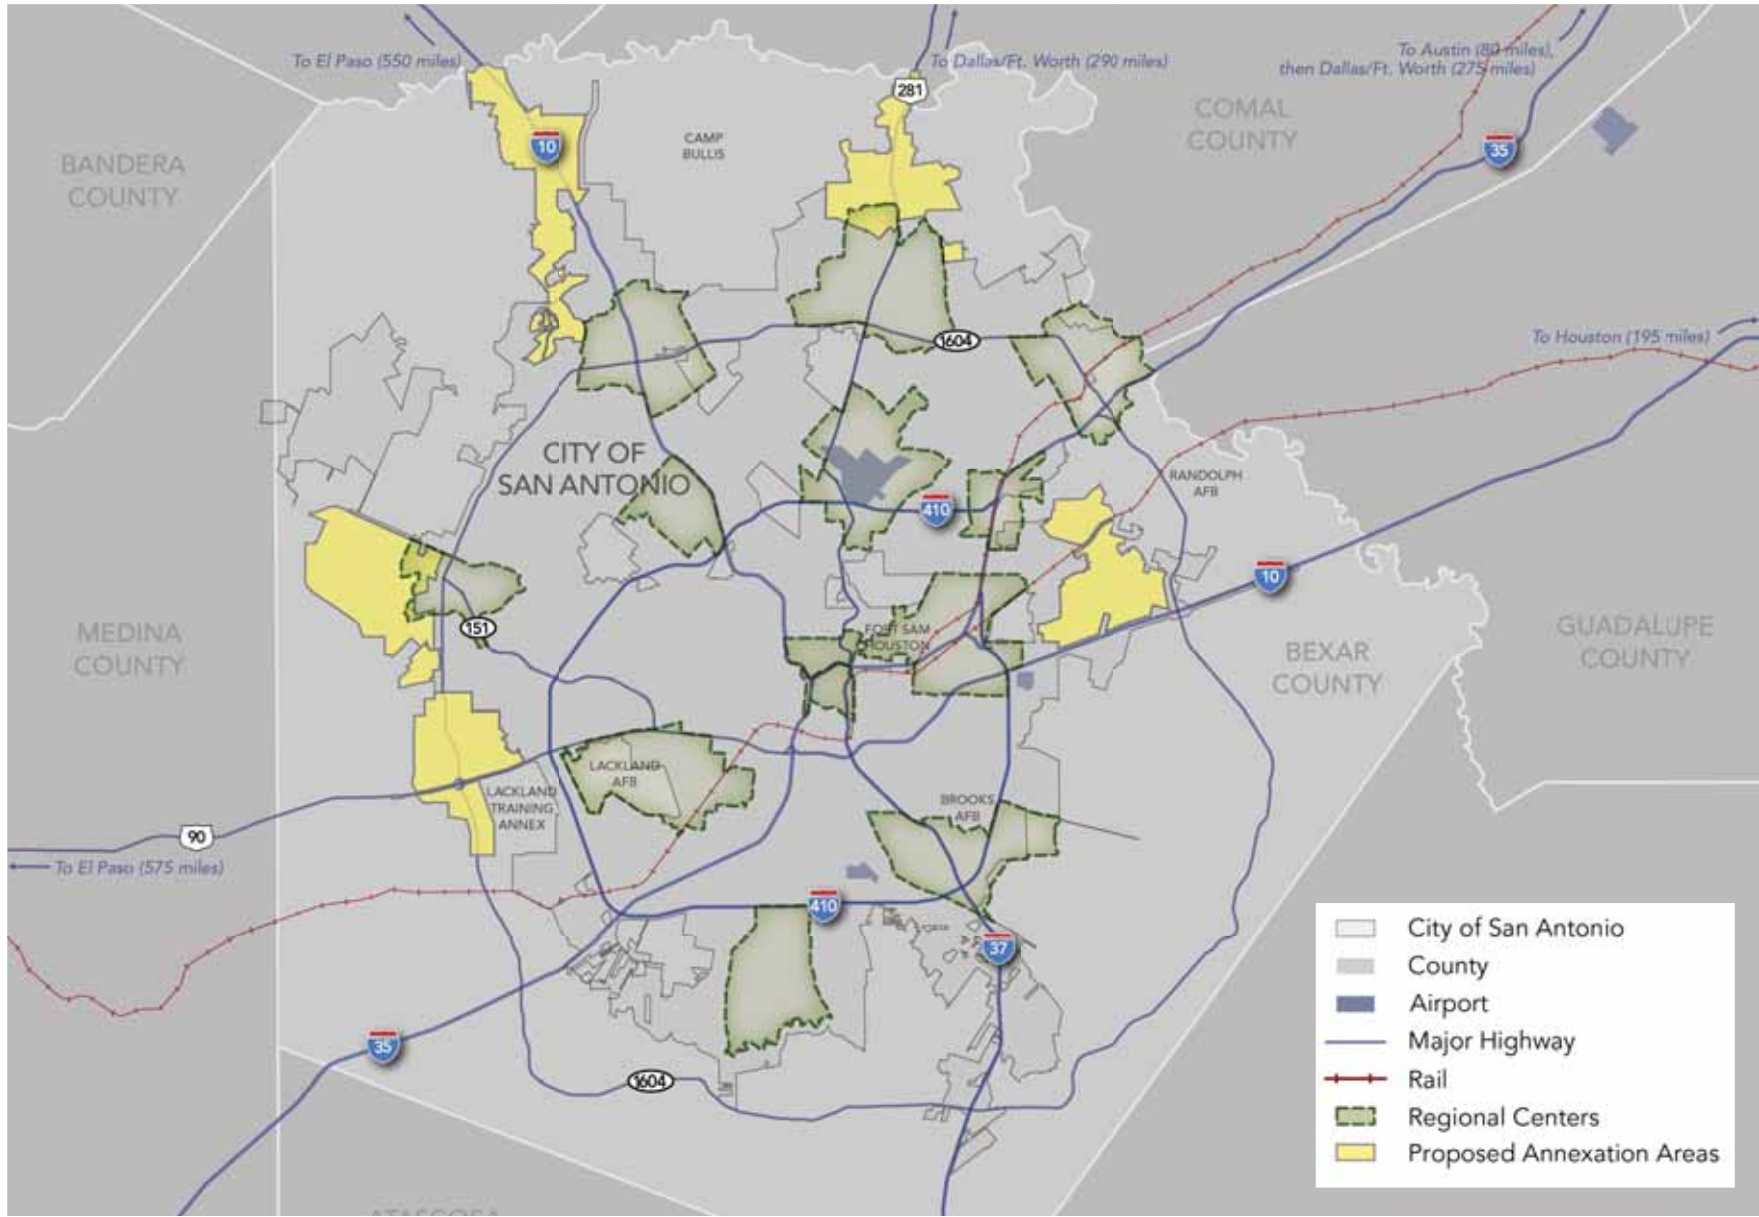 To El Paso (550 miles)
To Dallas/Ft. Worth (290 miles)
To Austin (80 miles),
then Dallas/Ft. Worth (275 miles)
281
COMAL
COUNTY
10
CAMP
BULLIS
35
BANDERA
COUNTY
To Houston (195 miles)
1604
CITY OF
SAN ANTONIO
RANDOLPH
AFB
410
10
MEDINA
COUNTY
151
FORT SAM
HOUSTON
GUADALUPE
COUNTY
BEXAR
COUNTY
LACKLAND
AFB
LACKLAND
TRAINING
ANNEX
BROOKS
AFB
90
To El Paso (575 miles)
410
37
35
1604
City of San Antonio
County
Airport
Major Highway
Rail
Regional Centers
Proposed Annexation Areas
ATASCOSA